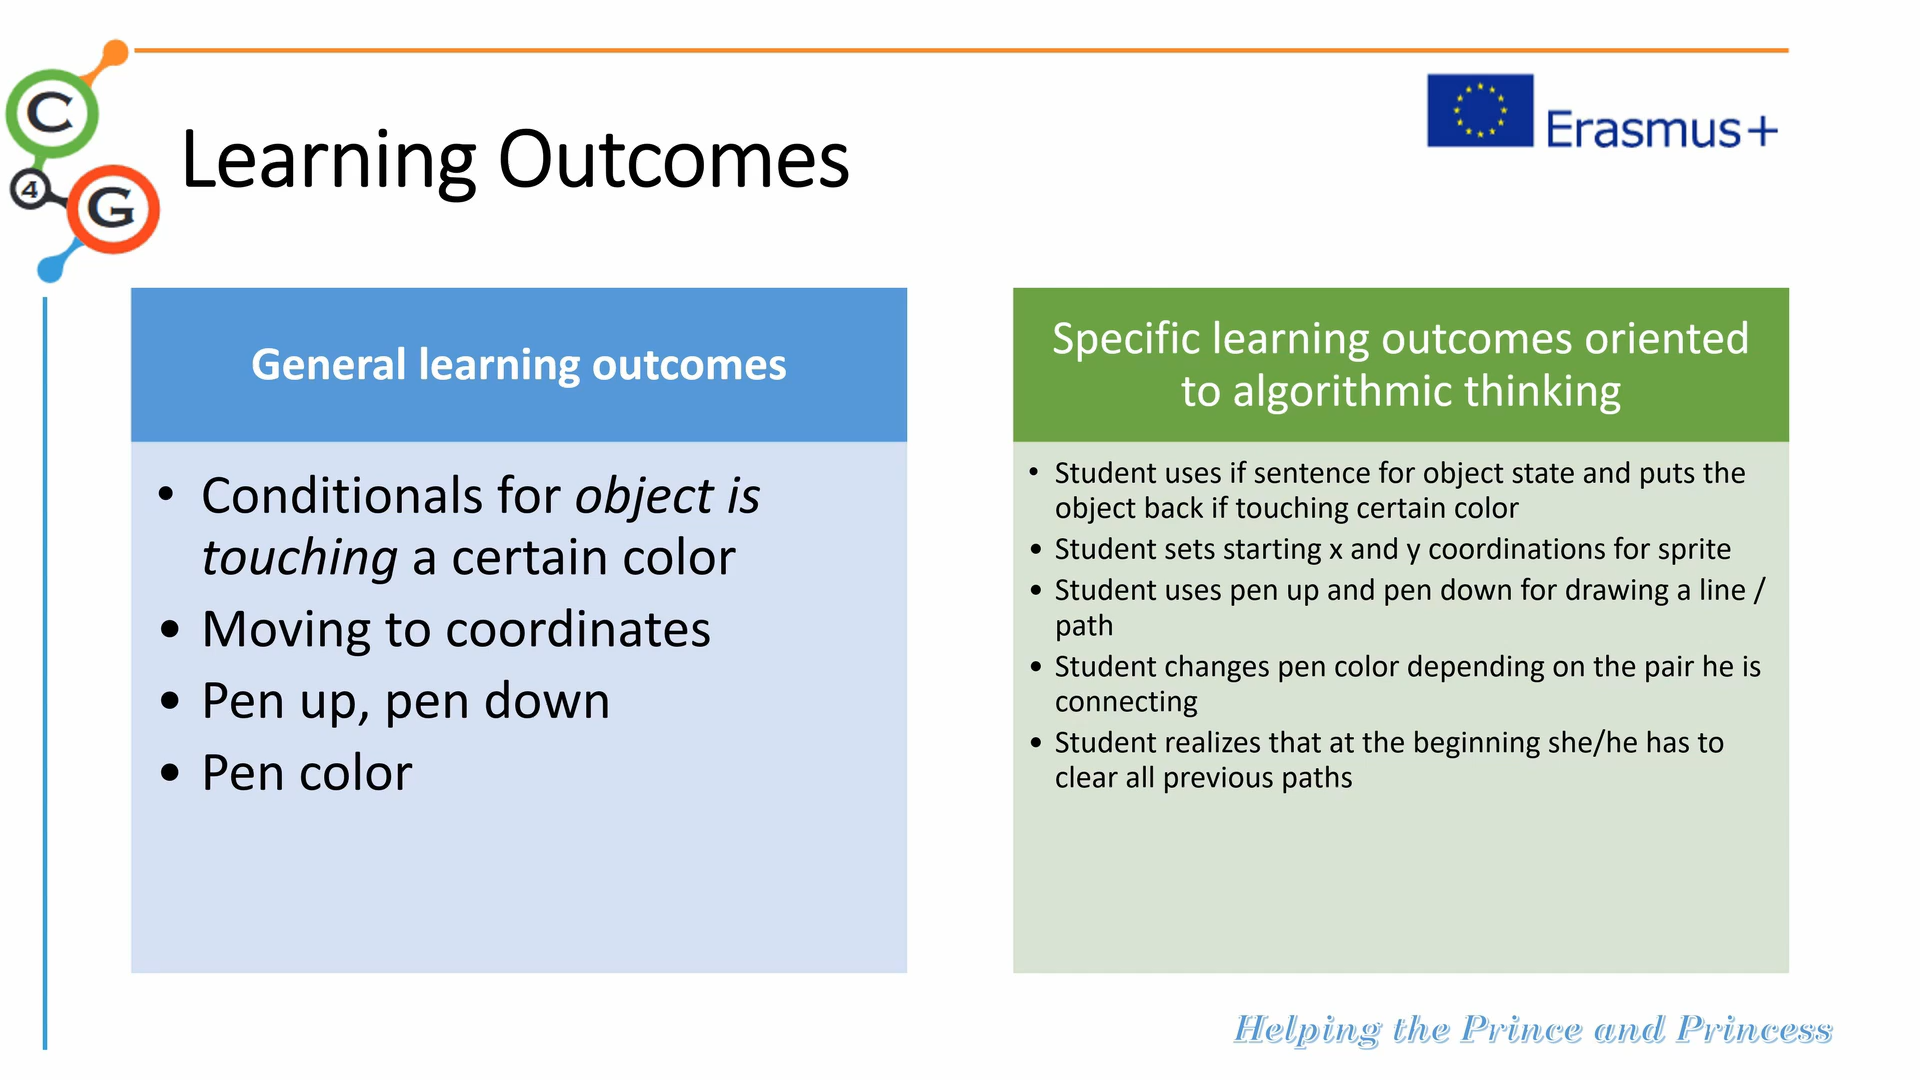 C
4
G
Learning Outcomes
Erasmus+
General learning outcomes
• Conditionals for object is
touching a certain color
• Moving to coordinates
• Pen up, pen down
• Pen color
Specific learning outcomes oriented
to algorithmic thinking
• Student uses if sentence for object state and puts the
object back if touching certain color
• Student sets starting x and y coordinations for sprite
• Student uses pen up and pen down for drawing a line /
path
• Student changes pen color depending on the pair he is
connecting
• Student realizes that at the beginning she/he has to
clear all previous paths
Helping the Prince and Princess